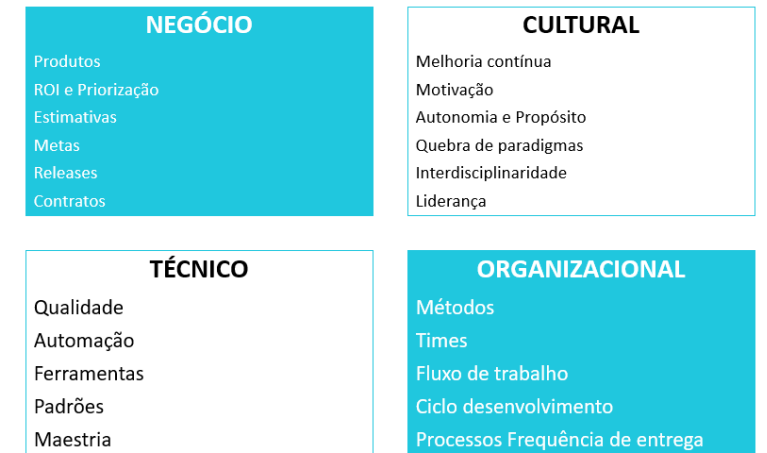 NEGÓCIO
Produtos
ROI e Priorização
Estimativas
Metas
Releases
Contratos
CULTURAL
Melhoria contínua
Motivação
Autonomia e Propósito
Quebra de paradigmas
Interdisciplinaridade
Liderança
TÉCNICO
Qualidade
Automação
Ferramentas
Padrões
Maestria
ORGANIZACIONAL
Métodos
Times
Fluxo de trabalho
Ciclo desenvolvimento
Processos Frequência de entrega